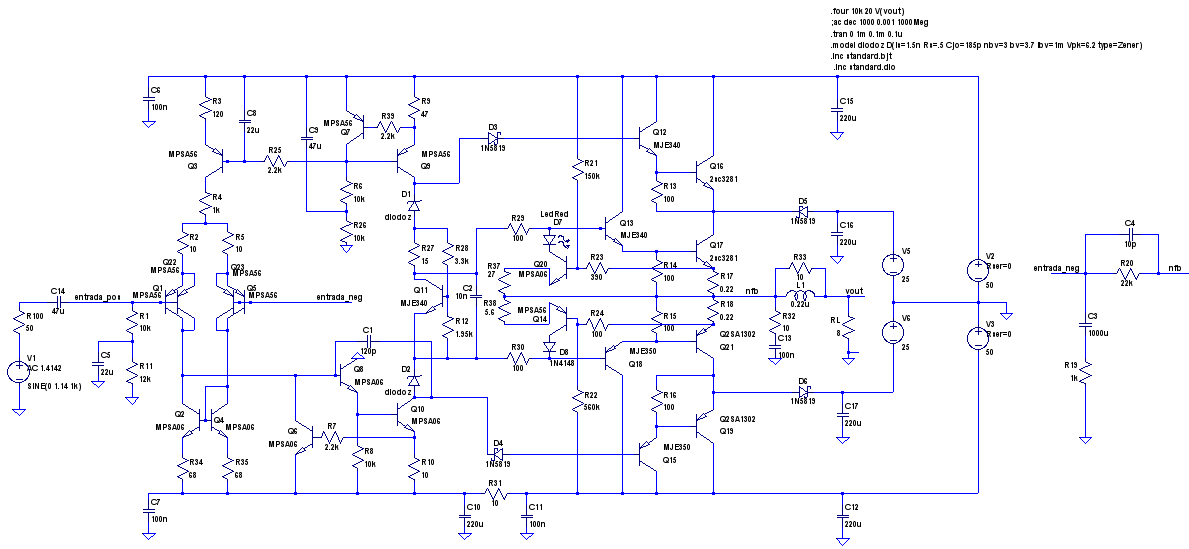 .four 10k 20 V(vout)
;ac dec 1000 0.001 1000Meg
.tran 0 1m 0.1m 0.1u
.model diodoz D(Is=1.5n Rs=.5 Cjo=185p nbv=3 bv=3.7 Ibv=1m Vpk=6.2 type=Zener)
.inc standard.bjt
.inc standard.dio
C6
100n
R3
120
C8
22u
C9
47u
MPSA56
Q7
R39
2.2k
R9
47
D3
1N5819
Q12
MJE340
C15
220u
MPSA56
Q3
R25
2.2k
MPSA56
Q9
R21
150k
Q16
2sc3281
R4
1k
R6
10k
D1
diodoz
R13
100
R26
10k
R2
10
R5
10
R29
100
LedRed
D7
Q13
MJE340
D5
1N5819
C16
220u
C4
10p
Q22
MPSA56
Q23
MPSA56
R27
15
R28
3.3k
Q20
MPSA06
R23
390
R14
100
Q17
2sc3281
V5
25
V2
Rser=0
50
R20
22k
entrada_neg
nfb
entrada_pos
C14
47u
Q1
MPSA56
Q5
MPSA56
entrada_neg
Q11
MJE340
C2
10n
R37
27
R17
0.22
R33
10
L1
0.22u
nfb
vout
R100
50
R1
10k
R38
5.6
MPSA56
Q14
R24
100
R15
100
R18
0.22
R32
10
RL
8
V6
25
V3
Rser=0
50
C3
1000u
C1
120p
R12
1.95k
Q2SA1302
Q21
C13
100n
V1
AC 1.4142
SINE(0 1.14 1k)
C5
22u
R11
12k
R30
100
D8
1N4148
MJE350
Q18
R19
1k
Q8
MPSA06
D2
diodoz
D6
1N5819
Q2
MPSA06
Q4
MPSA06
Q6
MPSA06
R7
2.2k
Q10
MPSA06
R22
560k
R16
100
Q2SA1302
Q19
C17
220u
R34
68
R35
68
R8
10k
R10
10
D4
1N5819
MJE350
Q15
C7
100n
R31
10
C10
220u
C11
100n
C12
220u